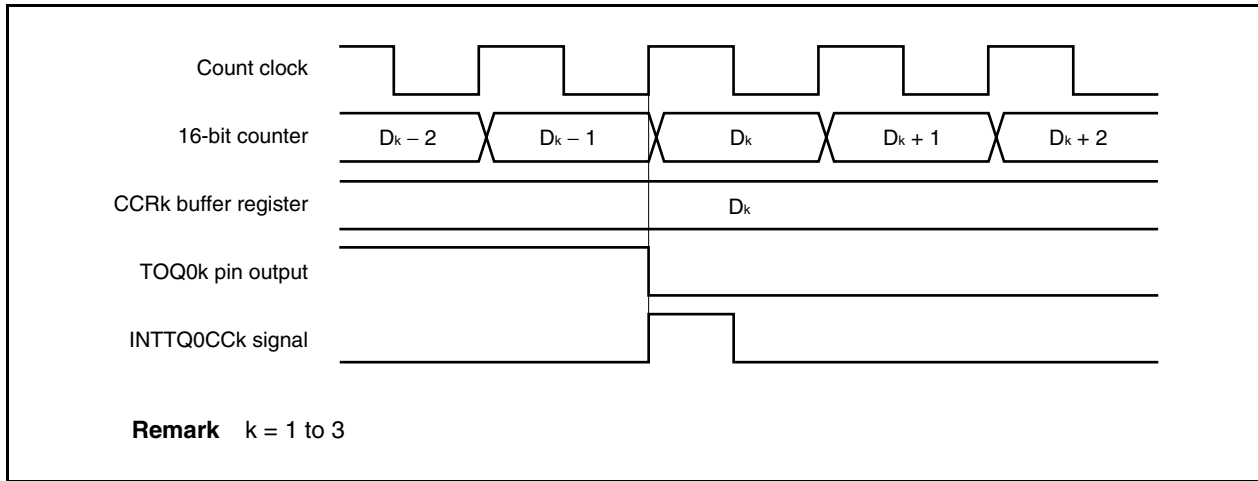 Count clock
16-bit counter
Dk − 2 Dk − 1 Dk Dk + 1 Dk + 2
CCRk buffer register
Dk
TOQ0k pin output
INTTQ0CCk signal
Remark k = 1 to 3